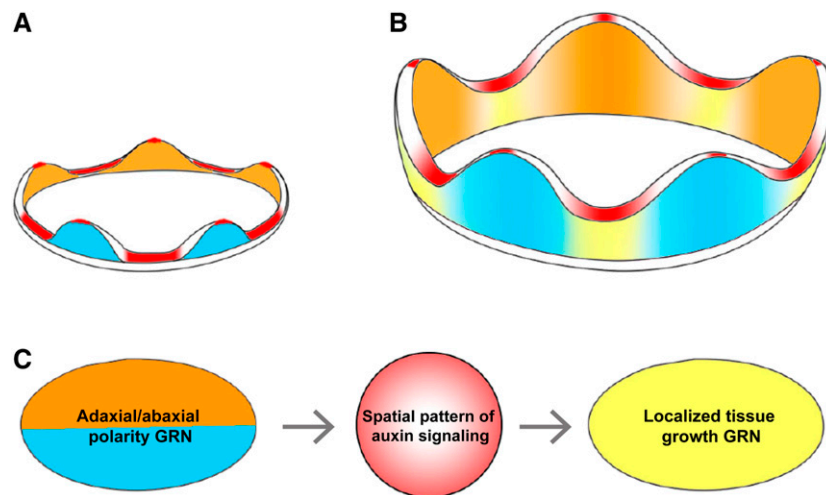 A
B
C
Adaxial/abaxial
polarity GRN
Spatial pattern of
auxin signaling
Localized tissue
growth GRN